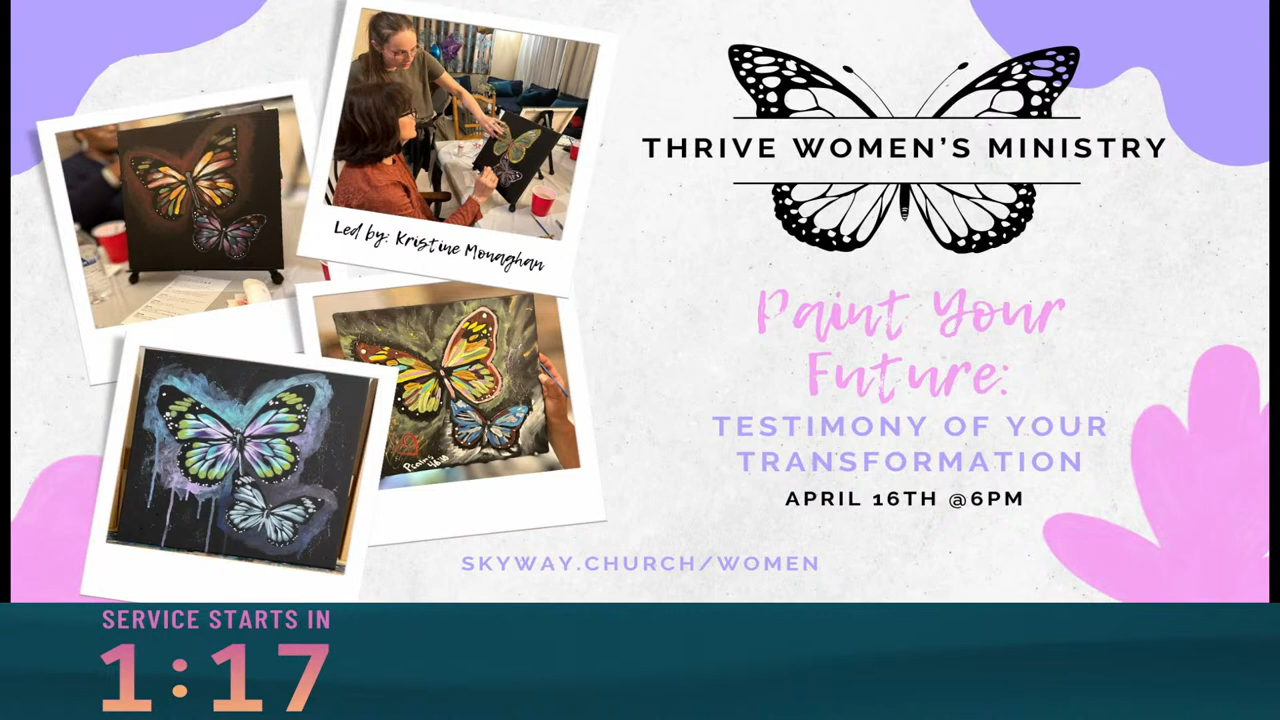 Led by: Kristine Monaghan
THRIVE WOMEN'S MINISTRY
Paint Your
Future:
TESTIMONY OF YOUR
TRANSFORMATION
APRIL 16TH @6PM
SKYWAY.CHURCH/WOMEN
SERVICE STARTS IN
1:17